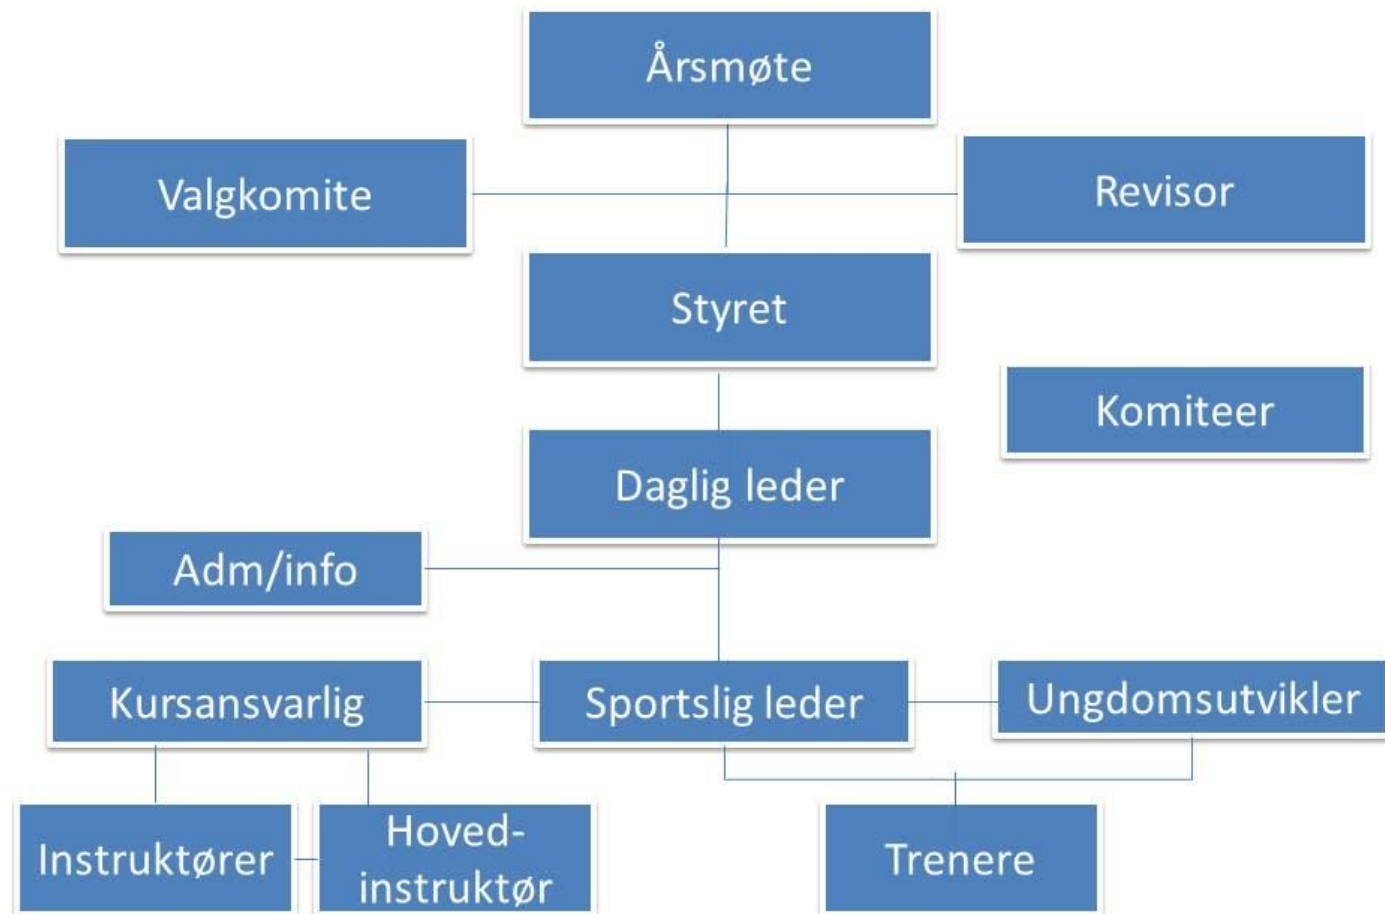 Årsmøte
Valgkomite
Revisor
Styret
Komiteer
Daglig leder
Adm/info
Kursansvarlig
Sportslig leder
Ungdomsutvikler
Instruktører
Hoved-
instruktør
Trenere